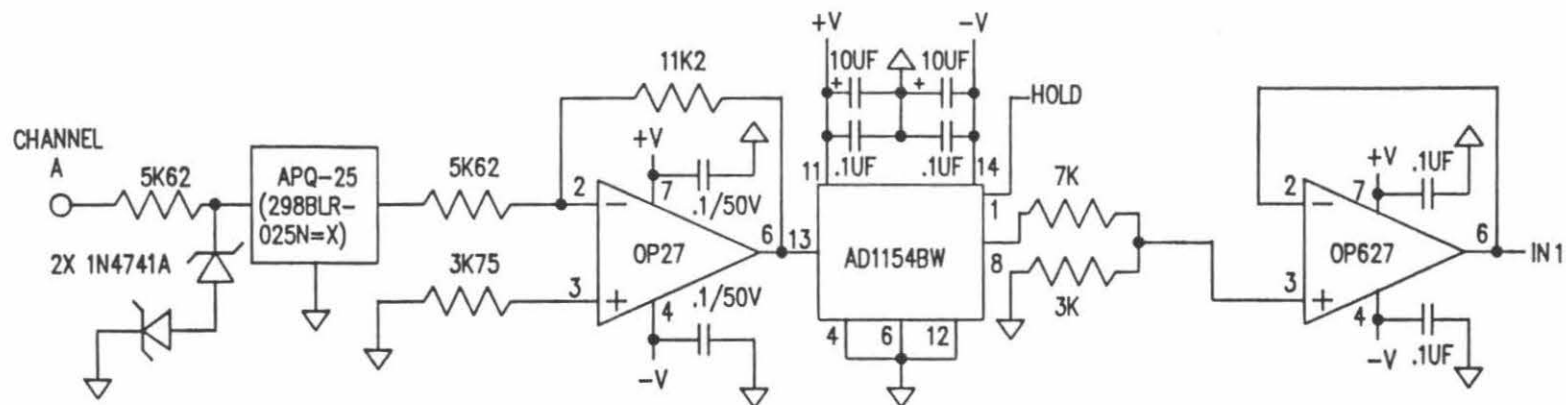 CHANNEL
A
5K62
2X 1N4741A
APQ-25
(298BLR-
025N=X)
5K62
3K75
11K2
+V
7
.1/50V
2
−
OP27
6
3
+
4
.1/50V
−V
+V
−V
10UF
10UF
+
+
.1UF
.1UF
11
14
HOLD
1
13
AD1154BW
8
4
6
12
7K
3K
+V
7
.1UF
2
−
OP627
6
IN1
3
+
4
−V
.1UF